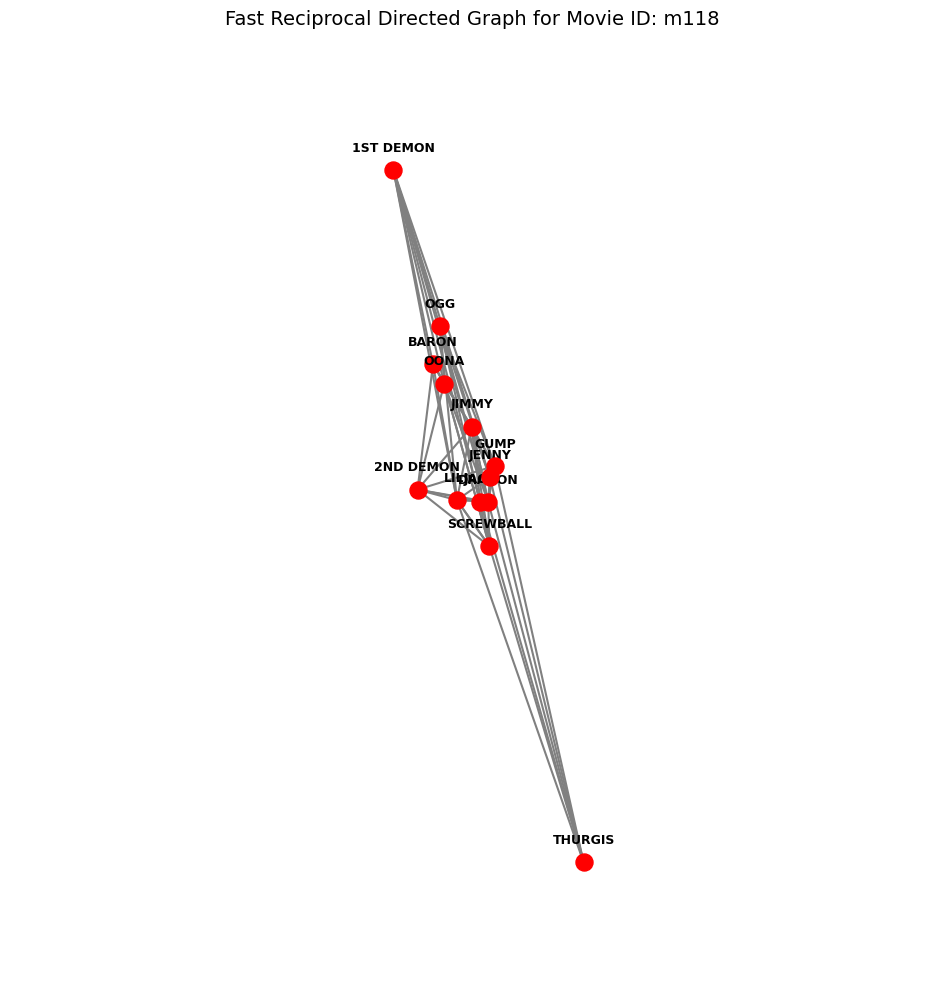 Fast Reciprocal Directed Graph for Movie ID: m118
1ST DEMON
OGG
BARON
OONA
JIMMY
GUMP
JENNY
2ND DEMON
SCREWBALL
THURGIS